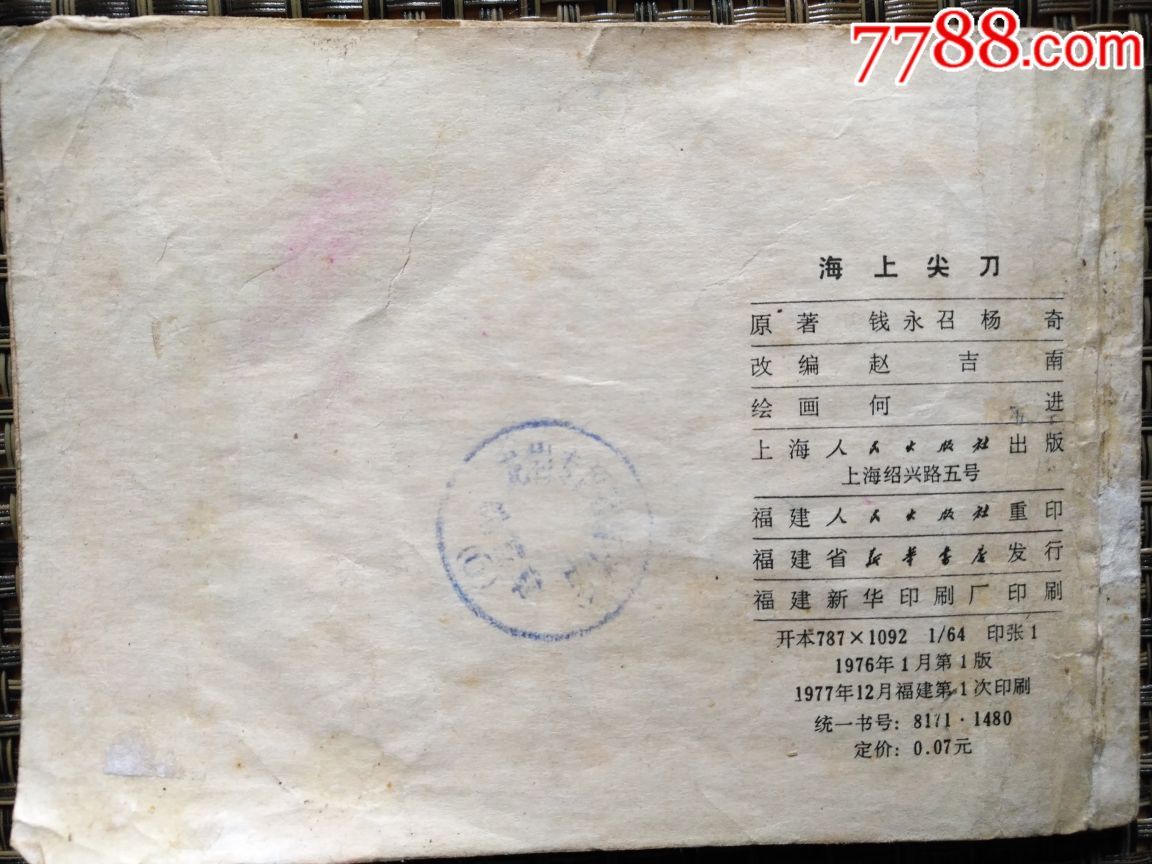 7788.com
海上尖刀
原著 钱永召 杨奇
改编 赵吉南
绘画 何进
上海人民出版社出版
上海绍兴路五号
福建人民出版社重印
福建省新华书店发行
福建新华印刷厂印刷
开本787×1092 1/64 印张1
1976年1月第1版
1977年12月福建第1次印刷
统一书号：8171·1480
定价：0.07元